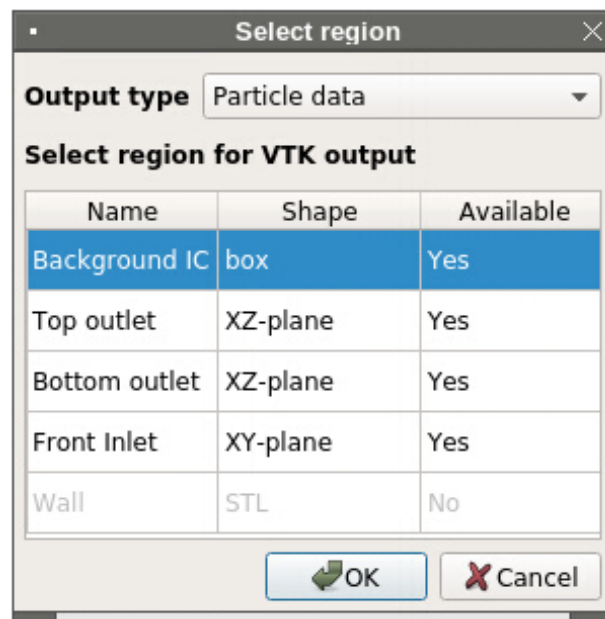 Select region
Output type Particle data
Select region for VTK output
Name Shape Available
Background IC box Yes
Top outlet XZ-plane Yes
Bottom outlet XZ-plane Yes
Front Inlet XY-plane Yes
Wall STL No
OK Cancel